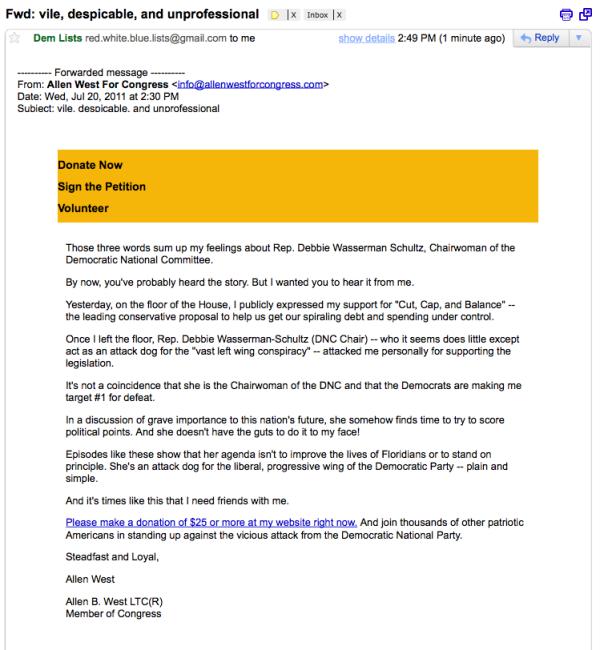 Fwd: vile, despicable, and unprofessional D | X Inbox | X
Dem Lists red.white.blue.lists@gmail.com to me show details 2:49 PM (1 minute ago) Reply
---------- Forwarded message ----------
From: Allen West For Congress <info@allenwestforcongress.com>
Date: Wed, Jul 20, 2011 at 2:30 PM
Subject: vile, despicable, and unprofessional
Donate Now
Sign the Petition
Volunteer
Those three words sum up my feelings about Rep. Debbie Wasserman Schultz, Chairwoman of the
Democratic National Committee.
By now, you've probably heard the story. But I wanted you to hear it from me.
Yesterday, on the floor of the House, I publicly expressed my support for "Cut, Cap, and Balance" --
the leading conservative proposal to help us get our spiraling debt and spending under control.
Once I left the floor, Rep. Debbie Wasserman-Schultz (DNC Chair) -- who it seems does little except
act as an attack dog for the "vast left wing conspiracy" -- attacked me personally for supporting the
legislation.
It's not a coincidence that she is the Chairwoman of the DNC and that the Democrats are making me
target #1 for defeat.
In a discussion of grave importance to this nation's future, she somehow finds time to try to score
political points. And she doesn't have the guts to do it to my face!
Episodes like these show that her agenda isn't to improve the lives of Floridians or to stand on
principle. She's an attack dog for the liberal, progressive wing of the Democratic Party -- plain and
simple.
And it's times like this that I need friends with me.
Please make a donation of $25 or more at my website right now. And join thousands of other patriotic
Americans in standing up against the vicious attack from the Democratic National Party.
Steadfast and Loyal,
Allen West
Allen B. West LTC(R)
Member of Congress